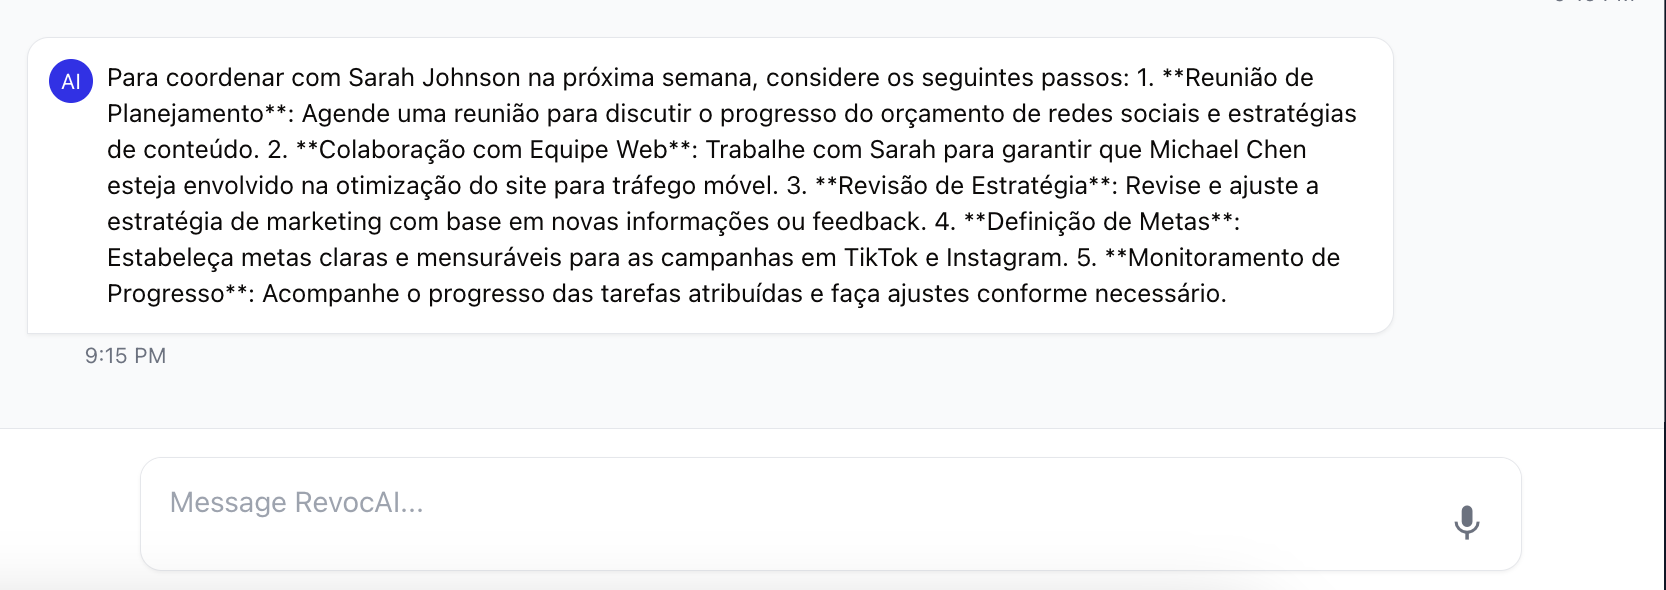 AI
Para coordenar com Sarah Johnson na próxima semana, considere os seguintes passos: 1. **Reunião de
Planejamento**: Agende uma reunião para discutir o progresso do orçamento de redes sociais e estratégias
de conteúdo. 2. **Colaboração com Equipe Web**: Trabalhe com Sarah para garantir que Michael Chen
esteja envolvido na otimização do site para tráfego móvel. 3. **Revisão de Estratégia**: Revise e ajuste a
estratégia de marketing com base em novas informações ou feedback. 4. **Definição de Metas**:
Estabeleça metas claras e mensuráveis para as campanhas em TikTok e Instagram. 5. **Monitoramento de
Progresso**: Acompanhe o progresso das tarefas atribuídas e faça ajustes conforme necessário.
9:15 PM
Message RevocAI...